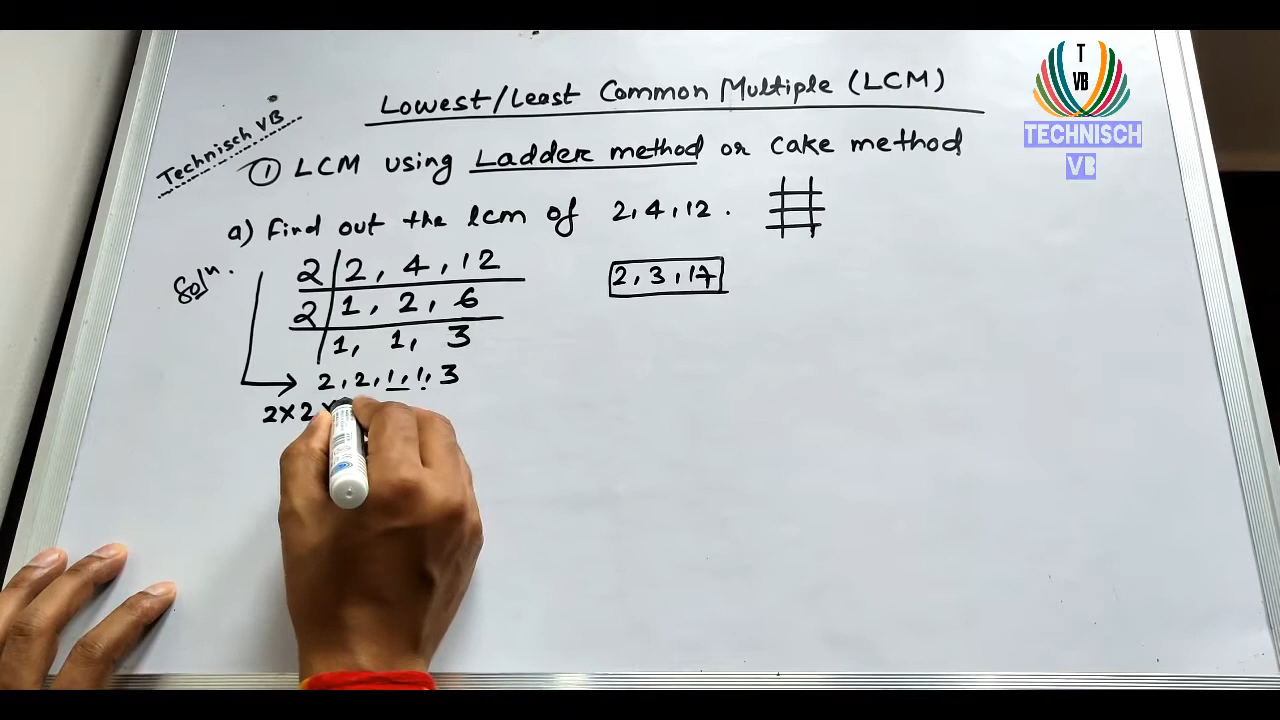 Lowest/Least Common Multiple (LCM)
Technisch VB
① LCM using Ladder method or cake method
a) Find out the lcm of 2,4,12.
Solⁿ.
2 | 2, 4, 12
2 | 1, 2, 6
1, 1, 3
2, 2, 1, 1, 3
2×2×
2, 3, 17
T
VB
TECHNISCH
VB